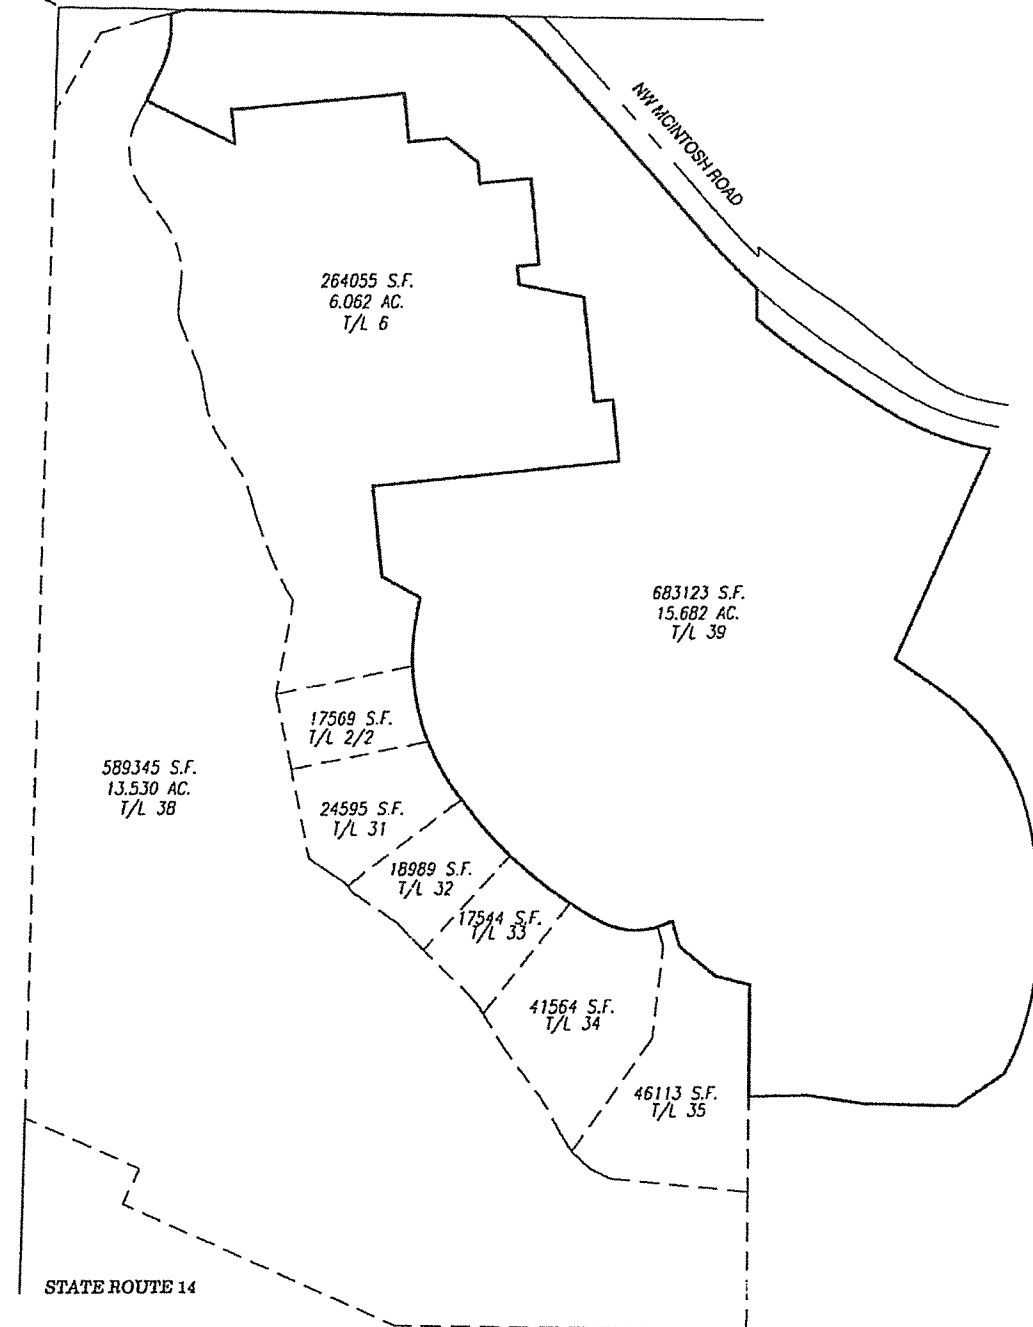 NW MCINTOSH ROAD
264055 S.F.
6.062 AC.
T/L 6
683123 S.F.
15.682 AC.
T/L 39
17569 S.F.
T/L 2/2
589345 S.F.
13.530 AC.
T/L 38
24595 S.F.
T/L 31
18989 S.F.
T/L 32
17544 S.F.
T/L 33
41564 S.F.
T/L 34
46113 S.F.
T/L 35
STATE ROUTE 14